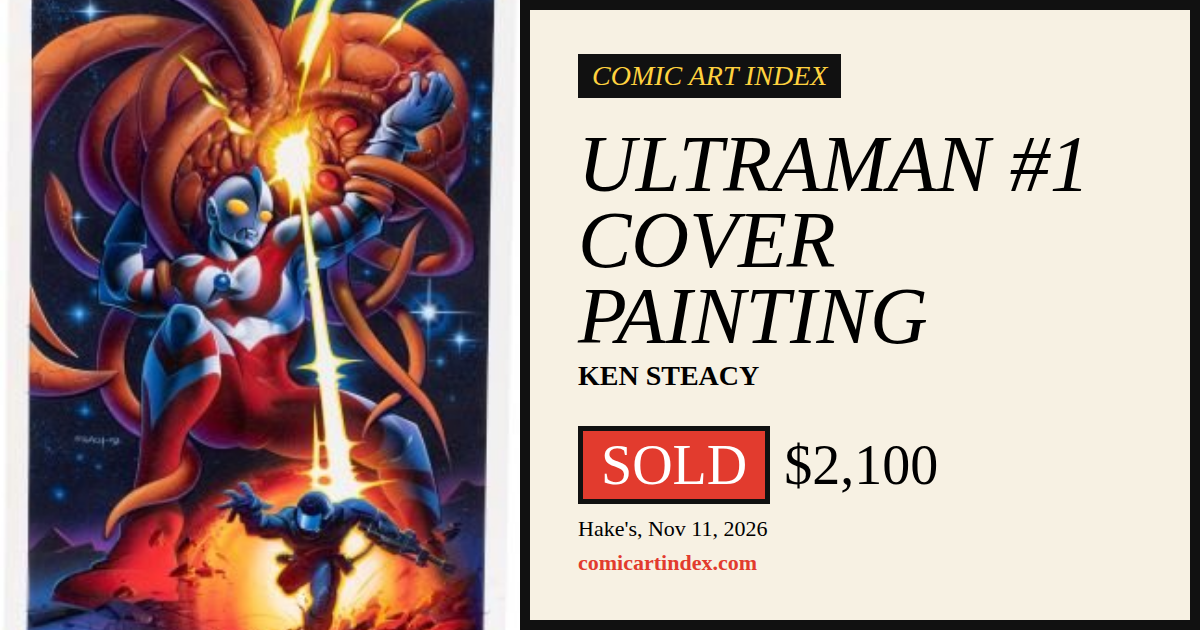 COMIC ART INDEX
ULTRAMAN #1
COVER
PAINTING
KEN STEACY
SOLD $2,100
Hake's, Nov 11, 2026
comicartindex.com